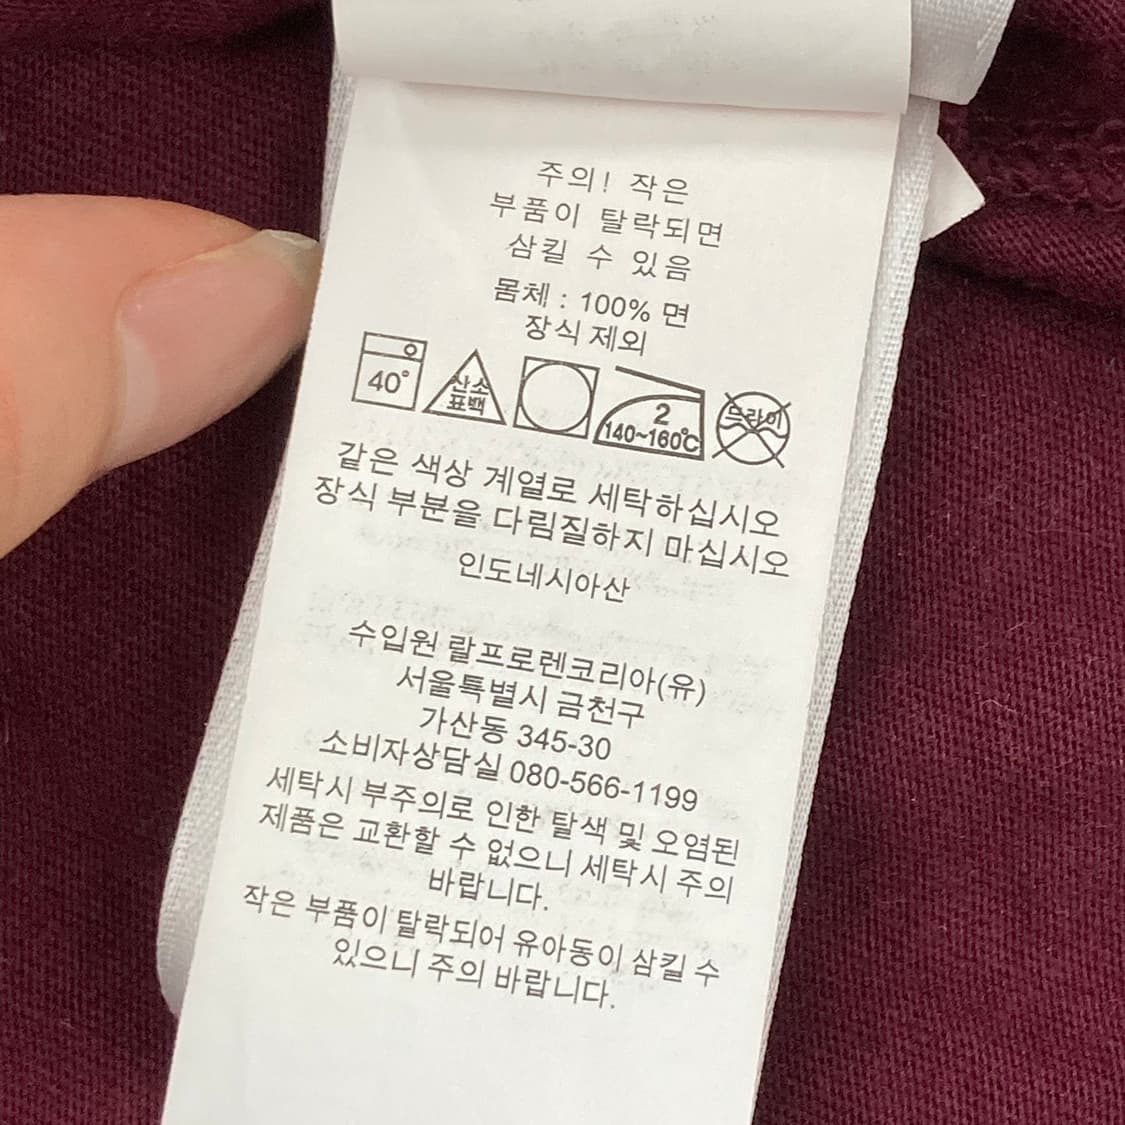 주의! 작은
부품이 탈락되면
삼킬 수 있음
몸체 : 100% 면
장식 제외
40° 산소 표백 2 140~160℃ 드라이
같은 색상 계열로 세탁하십시오
장식 부분을 다림질하지 마십시오
인도네시아산
수입원 랄프로렌코리아(유)
서울특별시 금천구
가산동 345-30
소비자상담실 080-566-1199
세탁시 부주의로 인한 탈색 및 오염된
제품은 교환할 수 없으니 세탁시 주의
바랍니다.
작은 부품이 탈락되어 유아동이 삼킬 수
있으니 주의 바랍니다.